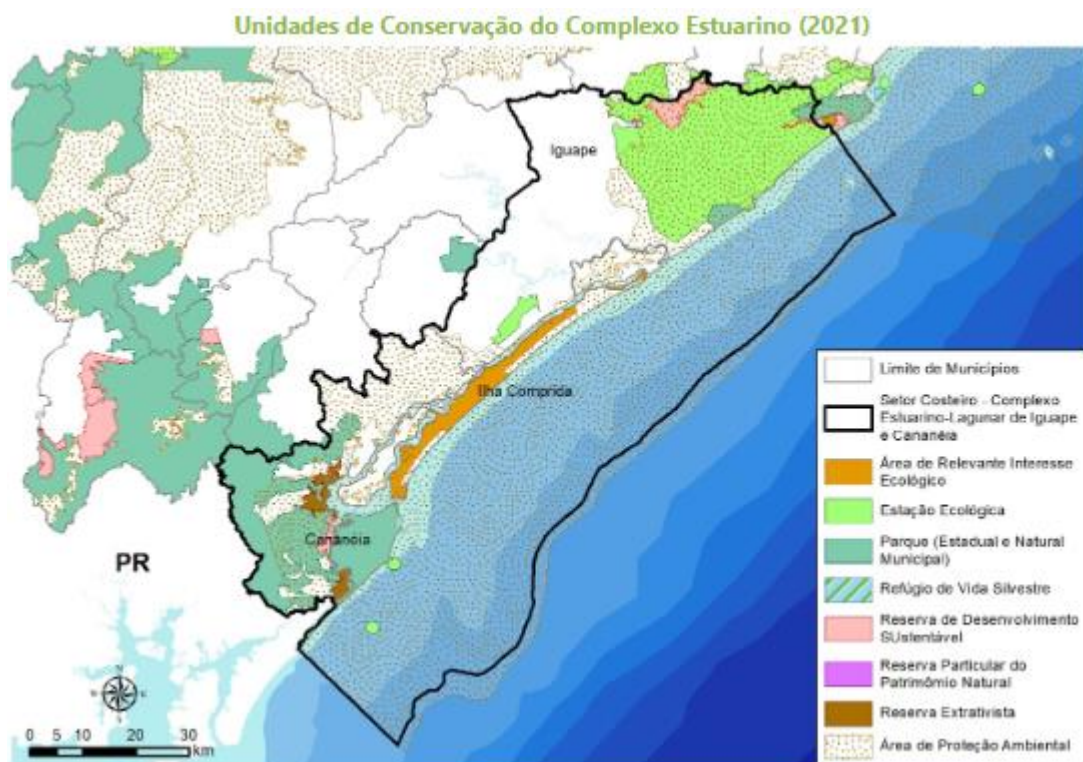 Unidades de Conservação do Complexo Estuarino (2021)
Iguape
Ilha Comprida
Cananéia
PR
0 5 10 20 30
km
Limite de Municípios
Setor Costeiro - Complexo
Estuarino-Lagunar de Iguape
e Cananéia
Área de Relevante Interesse
Ecológico
Estação Ecológica
Parque (Estadual e Natural
Municipal)
Refúgio de Vida Silvestre
Reserva de Desenvolvimento
SUstentável
Reserva Particular do
Patrimômio Natural
Reserva Extrativista
Área de Proteção Ambiental